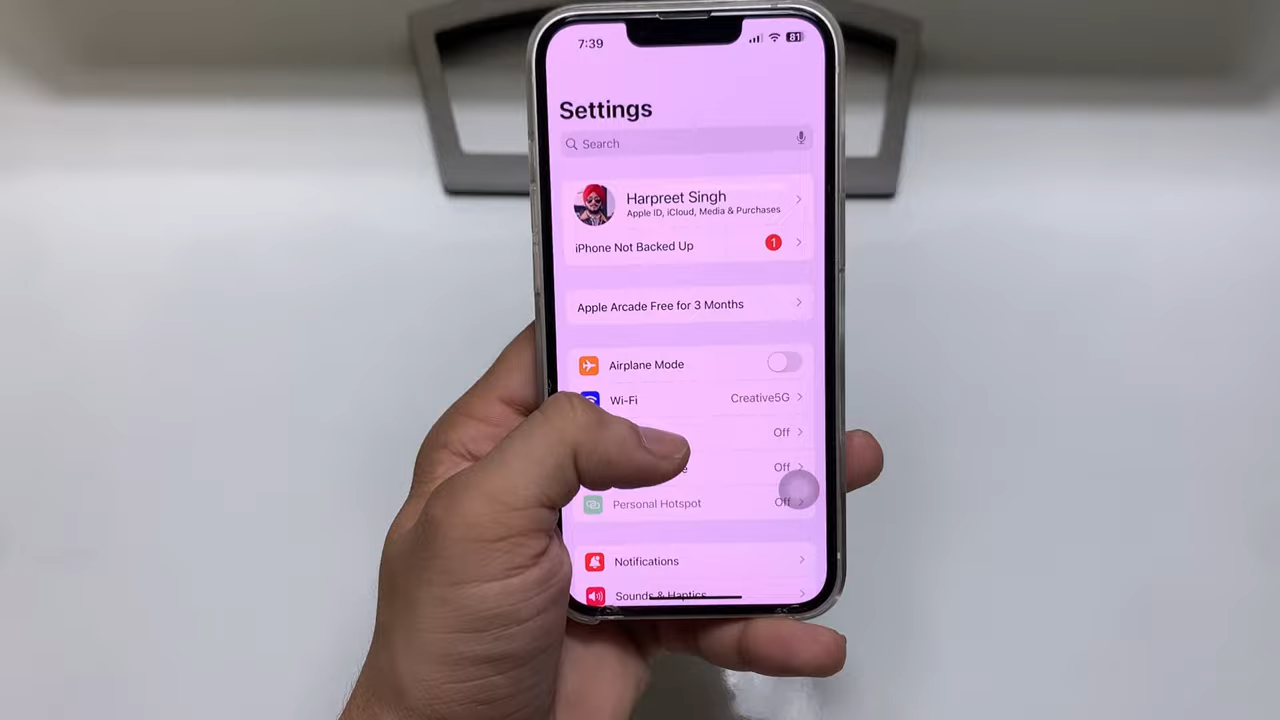 7:39
81
Settings
Search
Harpreet Singh
Apple ID, iCloud, Media & Purchases
iPhone Not Backed Up
1
Apple Arcade Free for 3 Months
Airplane Mode
Wi-Fi
Creative5G
Off
Off
Personal Hotspot
Off
Notifications
Sounds & Haptics